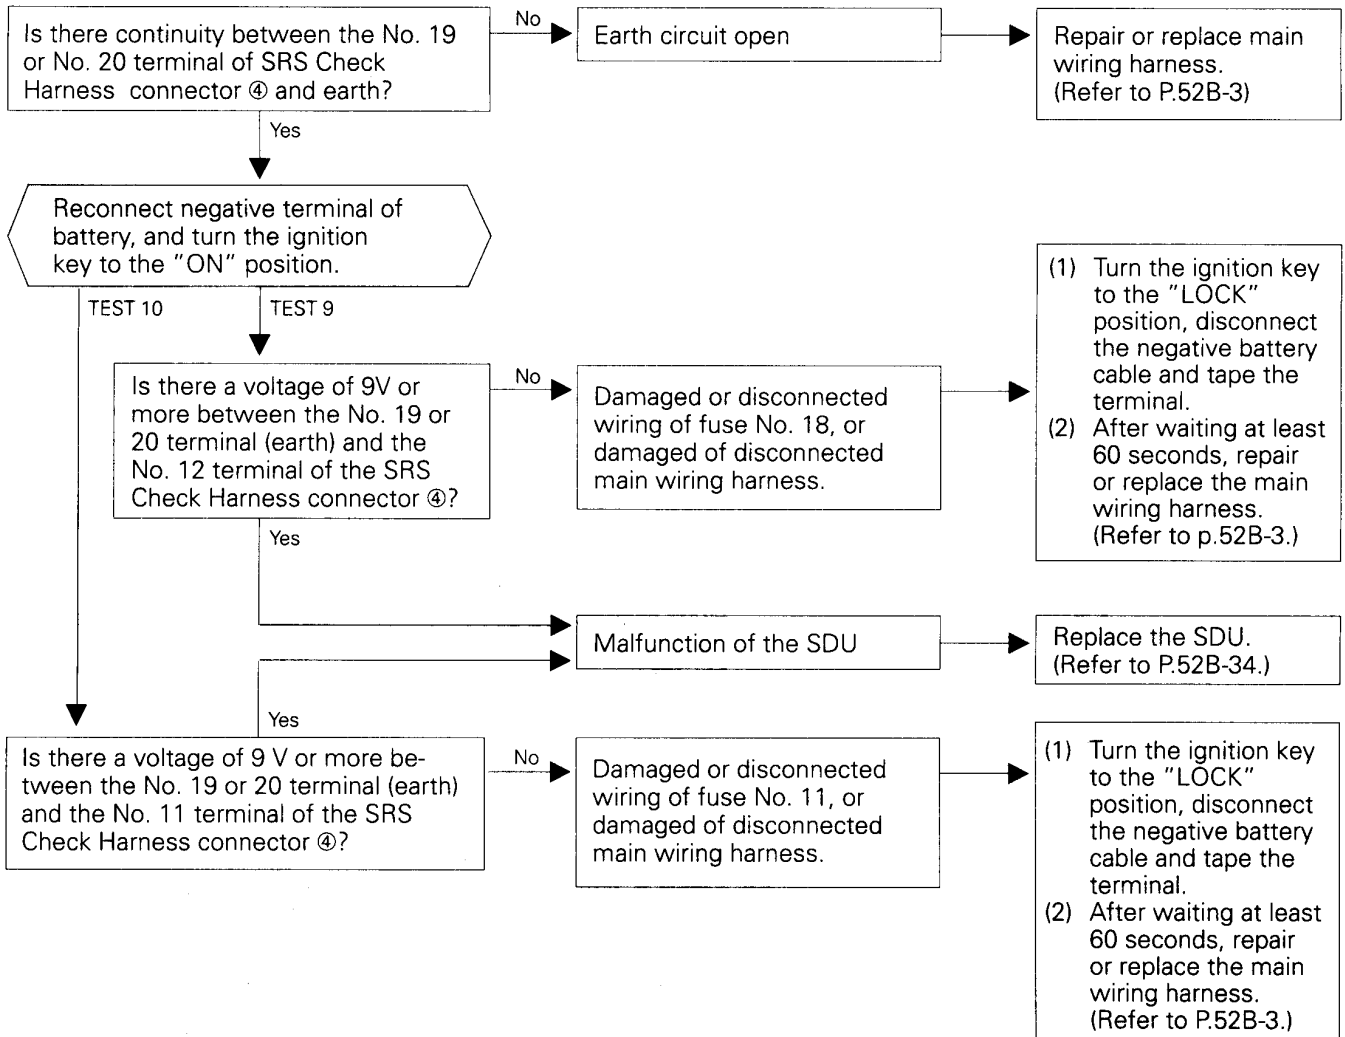 Is there continuity between the No. 19
or No. 20 terminal of SRS Check
Harness connector ④ and earth?
No
Earth circuit open
Repair or replace main
wiring harness.
(Refer to P.52B-3)
Yes
Reconnect negative terminal of
battery, and turn the ignition
key to the "ON" position.
TEST 10
TEST 9
Is there a voltage of 9V or
more between the No. 19 or
20 terminal (earth) and the
No. 12 terminal of the SRS
Check Harness connector ④?
No
Damaged or disconnected
wiring of fuse No. 18, or
damaged of disconnected
main wiring harness.
(1) Turn the ignition key
to the "LOCK"
position, disconnect
the negative battery
cable and tape the
terminal.
(2) After waiting at least
60 seconds, repair
or replace the main
wiring harness.
(Refer to p.52B-3.)
Yes
Malfunction of the SDU
Replace the SDU.
(Refer to P.52B-34.)
Yes
Is there a voltage of 9 V or more be-
tween the No. 19 or 20 terminal (earth)
and the No. 11 terminal of the SRS
Check Harness connector ④?
No
Damaged or disconnected
wiring of fuse No. 11, or
damaged of disconnected
main wiring harness.
(1) Turn the ignition key
to the "LOCK"
position, disconnect
the negative battery
cable and tape the
terminal.
(2) After waiting at least
60 seconds, repair
or replace the main
wiring harness.
(Refer to P.52B-3.)